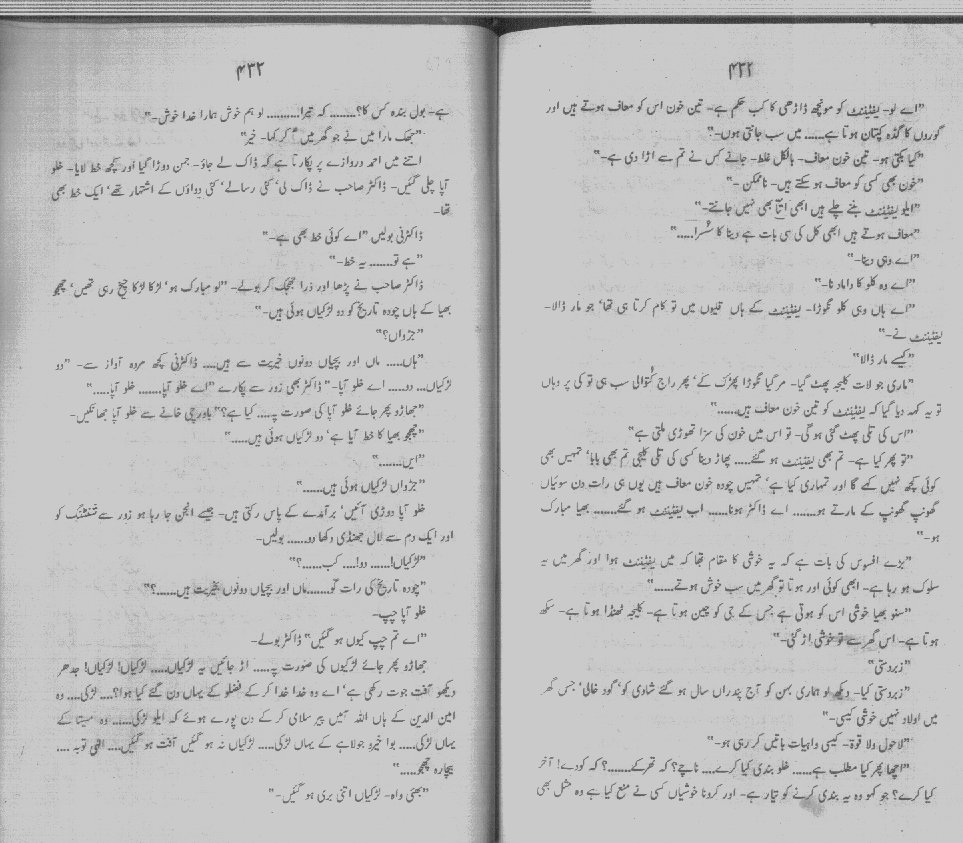 ۴۳۲
"اے لو۔ لیفٹیننٹ کو مونچھ ڈاڑھی کا کب حکم ہے۔ تین خون اس کو معاف ہوتے ہیں اور
گوروں کا گڈہ کپتان ہوتا ہے...... میں سب جانتی ہوں۔"
"کیا بکتی ہو۔ تین خون معاف۔ بالکل غلط۔ جانے کس نے تم سے اڑا دی ہے۔"
"خون بھی کسی کو معاف ہو سکتے ہیں۔ ناممکن ۔"
"ایلو لیفٹیننٹ بننے چلے ہیں ابھی اتنا بھی نہیں جانتے۔"
"معاف ہوتے ہیں ابھی کل کی سی بات ہے دینا کا سُسرا....."
"اے وہی دینا۔"
"اے وہ کلو کا داماد نا۔"
"اے ہاں وہی کلو نگوڑا۔ لیفٹیننٹ کے ہاں قلیوں میں تو کام کرتا ہی تھا' جو مار ڈالا۔
لیفٹیننٹ نے۔"
"کیسے مار ڈالا"
"ماری جو لات کلیجہ پھٹ گیا۔ مر گیا نگوڑا پھڑک کے' پھر راج کُتوالی سب ہی تو کی پر وہاں
تو یہ کہہ دیا گیا کہ لیفٹیننٹ کو تین خون معاف ہیں......"
"اس کی تلی پھٹ گئی ہو گی۔ تو اس میں خون کی سزا تھوڑی ملتی ہے"
"تو پھر کیا ہے۔ تم بھی لیفٹیننٹ ہو گئے..... پھاڑ دینا کسی کی تلی کلیجی تم بھی بابا' تمہیں بھی
کوئی کچھ نہیں کہے گا اور تمہاری کیا ہے' تمہیں چودہ خون معاف ہیں یوں ہی رات دن سوئیاں
گھونپ گھونپ کے مارتے ہو....... اے ڈاکٹر ہونا...... اب لیفٹیننٹ ہو گئے....... بھیا مبارک
ہو۔"
"بڑے افسوس کی بات ہے کہ یہ خوشی کا مقام تھا کہ میں لیفٹیننٹ ہوا اور گھر میں یہ
سلوک ہو رہا ہے۔ ابھی کوئی اور ہوتا تو گھر میں سب خوش ہوتے......"
"سنو بھیا خوشی اس کو ہوتی ہے جس کے جی کو چین ہوتا ہے۔ کلیجہ ٹھنڈا ہوتا ہے۔ سکھ
ہوتا ہے۔ اس گھر سے تو خوشی اڑ گئی۔"
"زبردستی"
"زبردستی کیا۔ دیکھ لو ہماری بہن کو آج پندراں سال ہو گئے شادی کو 'گود خالی' جس گھر
میں اولاد نہیں خوشی کیسی۔"
"لاحول ولا قوۃ۔ کیسی واہیات باتیں کر رہی ہو۔"
"اچھا پھر کیا مطلب ہے...... خلو بندی کیا کرے.... ناچے؟ کہ تھرکے.......؟ کہ کودے! آخر
کیا کرے؟ جو کہو وہ یہ بندی کرنے کو تیار ہے۔ اور کرونا خوشیاں کسی نے منع کیا ہے وہ مثل بھی
۴۳۲
ہے۔ بول بندہ کس کا؟........ کہ تیرا.......... لو ہم خوش ہمارا خدا خوش۔"
"جھک مارا میں نے جو گھر میں آ کر کہا۔ خیر"
اتنے میں احمد دروازے پر پکارتا ہے کہ ڈاک لے جاؤ۔ جمن دوڑا گیا اور کچھ خط لایا۔ خلو
آپا چلی گئیں۔ ڈاکٹر صاحب نے ڈاک لی' کئی رسالے' کئی دواؤں کے اشتہار تھے' ایک خط بھی
تھا۔
ڈاکٹرنی بولیں "اے کوئی خط بھی ہے۔"
"ہے تو....... یہ خط۔"
ڈاکٹر صاحب نے پڑھا اور ذرا جھجک کر بولے۔ "لو مبارک ہو' لڑکا لڑکا چیخ رہی تھیں' چھجو
بھیا کے ہاں چودہ تاریخ کو دو لڑکیاں ہوئی ہیں۔"
"جڑواں؟"
"ہاں..... ماں اور بچیاں دونوں خیریت سے ہیں.... ڈاکٹرنی کچھ مردہ آواز سے۔ "دو
لڑکیاں... دو..... اے خلو آپا۔" ڈاکٹر بھی زور سے پکارے "اے خلو آپا....... خلو آپا....."
"جھاڑو پھر جائے خلو آپا کی صورت پہ.... کیا ہے؟" باورچی خانے سے خلو آپا جھانکیں۔
"چھجو بھیا کا خط آیا ہے' دو لڑکیاں ہوئی ہیں....."
"ایں......."
"جڑواں لڑکیاں ہوئی ہیں......"
خلو آپا دوڑی آئیں' برآمدے کے پاس رکتی ہیں۔ جیسے انجن جا رہا ہو زور سے شنٹنگ کو
اور ایک دم سے لال جھنڈی دکھا دو...... بولیں۔
"لڑکیاں!...... دو!.... کب......؟"
"چودہ تاریخ کی رات کو.......ماں اور بچیاں دونوں بخیریت ہیں......؟"
خلو آپا چپ۔
"اے تم چپ کیوں ہو گئیں" ڈاکٹر بولے۔
جھاڑو پھر جائے لڑکیوں کی صورت پہ..... اڑ جائیں یہ لڑکیاں..... لڑکیاں! لڑکیاں! جدھر
دیکھو آفت جوت رکھی ہے' اے وہ خدا خدا کر کے فضلو کے یہاں دن گئے کیا ہوا؟.... لڑکی.... وہ
امین الدین کے ہاں اللہ آمیں پیر سلامی کر کے دن پورے ہوئے کہ ایلو لڑکی...... وہ سیتا کے
یہاں لڑکی..... بوا خیرو جولاہے کے یہاں لڑکی..... لڑکیاں نہ ہو گئیں آفت ہو گئیں.... الٰہی توبہ ....
بیچارہ چھجو....."
"بھئی واہ۔ لڑکیاں اتنی بری ہو گئیں۔"